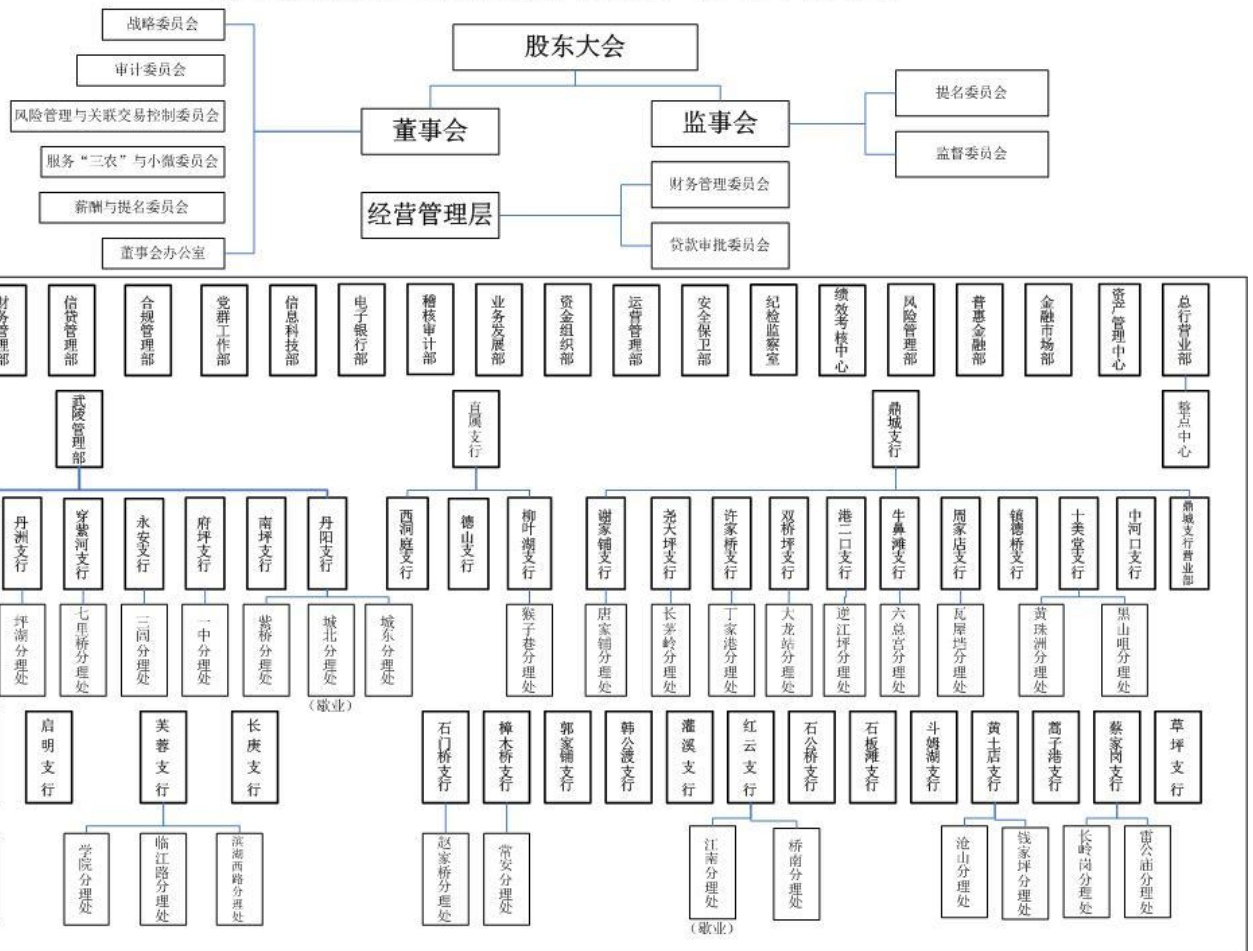 战略委员会
审计委员会
风险管理与关联交易控制委员会
服务“三农”与小微委员会
薪酬与提名委员会
董事会办公室
股东大会
董事会
监事会
提名委员会
监督委员会
经营管理层
财务管理委员会
贷款审批委员会
财务管理部
信贷管理部
合规管理部
党群工作部
信息科技部
电子银行部
稽核审计部
业务发展部
资金组织部
运营管理部
安全保卫部
纪检监察室
绩效考核中心
风险管理部
普惠金融部
金融市场部
资产管理中心
总行营业部
武陵管理部
直属支行
鼎城支行
整点中心
丹洲支行
穿紫河支行
永安支行
府坪支行
南坪支行
丹阳支行
西洞庭支行
德山支行
柳叶湖支行
谢家铺支行
尧天坪支行
许家桥支行
双桥坪支行
港二口支行
牛鼻滩支行
周家店支行
镇德桥支行
十美堂支行
中河口支行
鼎城支行营业部
坪湖分理处
七里桥分理处
三闾分理处
一中分理处
紫桥分理处
城北分理处
（歇业）
城东分理处
猴子巷分理处
唐家铺分理处
长茅岭分理处
丁家港分理处
大龙站分理处
逆江坪分理处
六总宫分理处
瓦屋垱分理处
黄珠洲分理处
黑山咀分理处
启明支行
芙蓉支行
长庚支行
石门桥支行
樟木桥支行
郭家铺支行
韩公渡支行
灌溪支行
红云支行
石公桥支行
石板滩支行
斗姆湖支行
黄土店支行
蒿子港支行
蔡家岗支行
草坪支行
学院分理处
临江路分理处
滨湖西路分理处
赵家桥分理处
常安分理处
江南分理处
（歇业）
桥南分理处
沧山分理处
钱家坪分理处
长岭岗分理处
雷公庙分理处